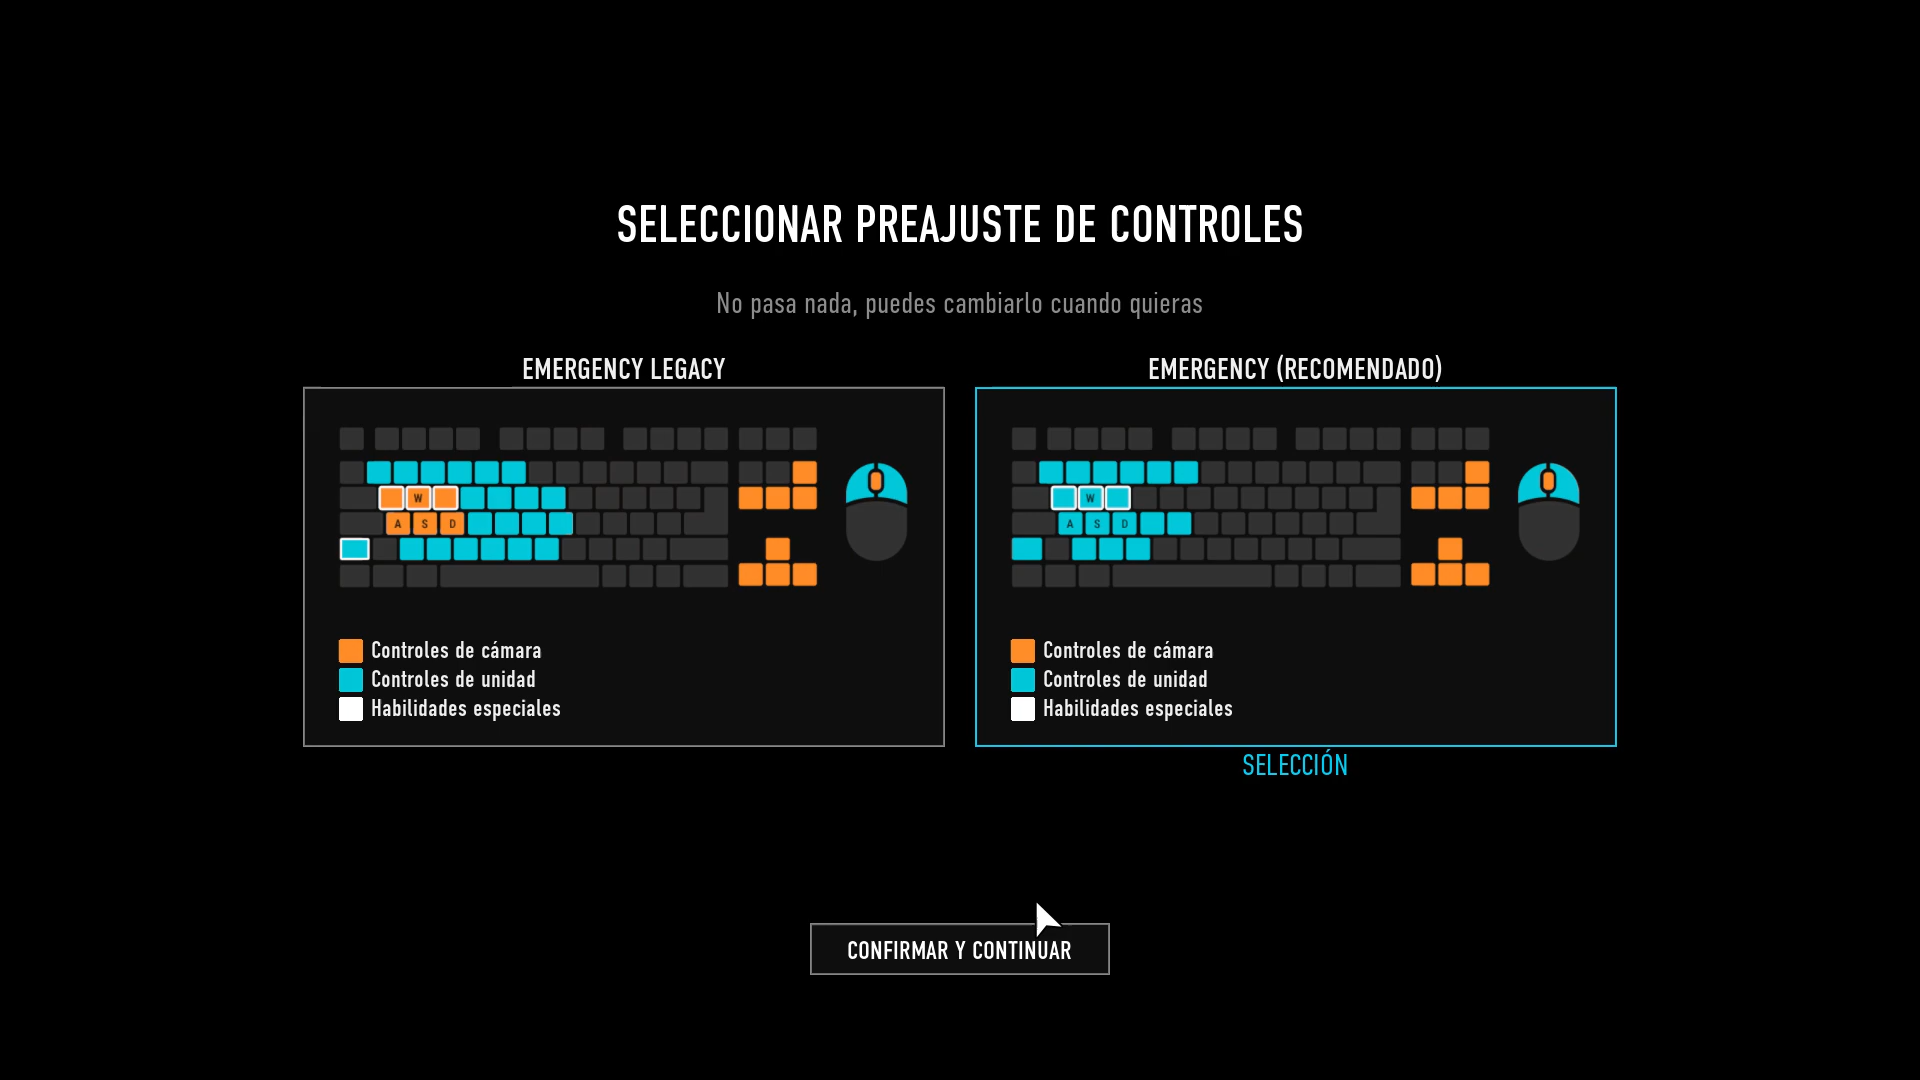 SELECCIONAR PREAJUSTE DE CONTROLES
No pasa nada, puedes cambiarlo cuando quieras
EMERGENCY LEGACY
W
A S D
Controles de cámara
Controles de unidad
Habilidades especiales
EMERGENCY (RECOMENDADO)
W
A S D
Controles de cámara
Controles de unidad
Habilidades especiales
SELECCIÓN
CONFIRMAR Y CONTINUAR